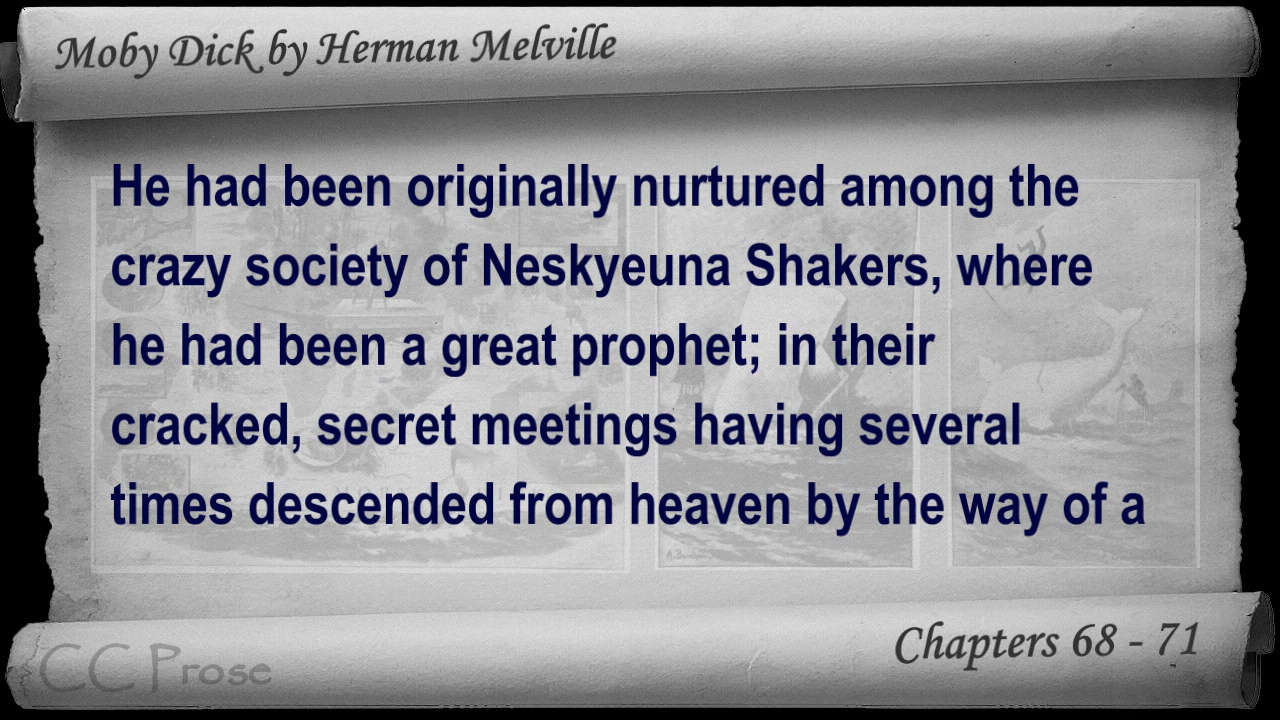 Moby Dick by Herman Melville
He had been originally nurtured among the
crazy society of Neskyeuna Shakers, where
he had been a great prophet; in their
cracked, secret meetings having several
times descended from heaven by the way of a
Chapters 68 - 71
CC Prose